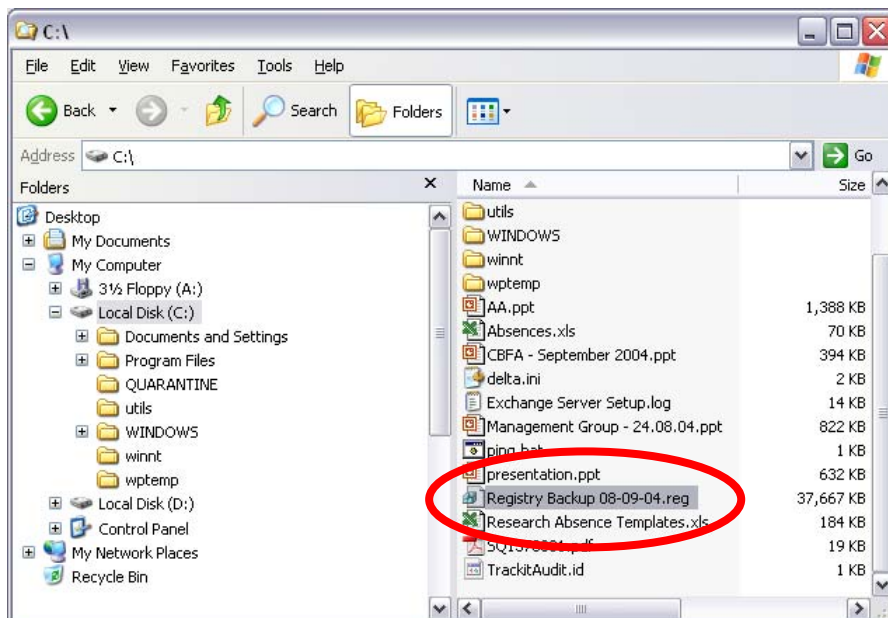 C:\
File Edit View Favorites Tools Help
Back Search Folders
Address C:\ Go
Folders x
Desktop
My Documents
My Computer
3½ Floppy (A:)
Local Disk (C:)
Documents and Settings
Program Files
QUARANTINE
utils
WINDOWS
winnt
wptemp
Local Disk (D:)
Control Panel
My Network Places
Recycle Bin
Name Size
utils
WINDOWS
winnt
wptemp
AA.ppt 1,388 KB
Absences.xls 70 KB
CBFA - September 2004.ppt 394 KB
delta.ini 2 KB
Exchange Server Setup.log 14 KB
Management Group - 24.08.04.ppt 822 KB
ping.bat 1 KB
presentation.ppt 632 KB
Registry Backup 08-09-04.reg 37,667 KB
Research Absence Templates.xls 184 KB
19 KB
TrackitAudit.id 1 KB